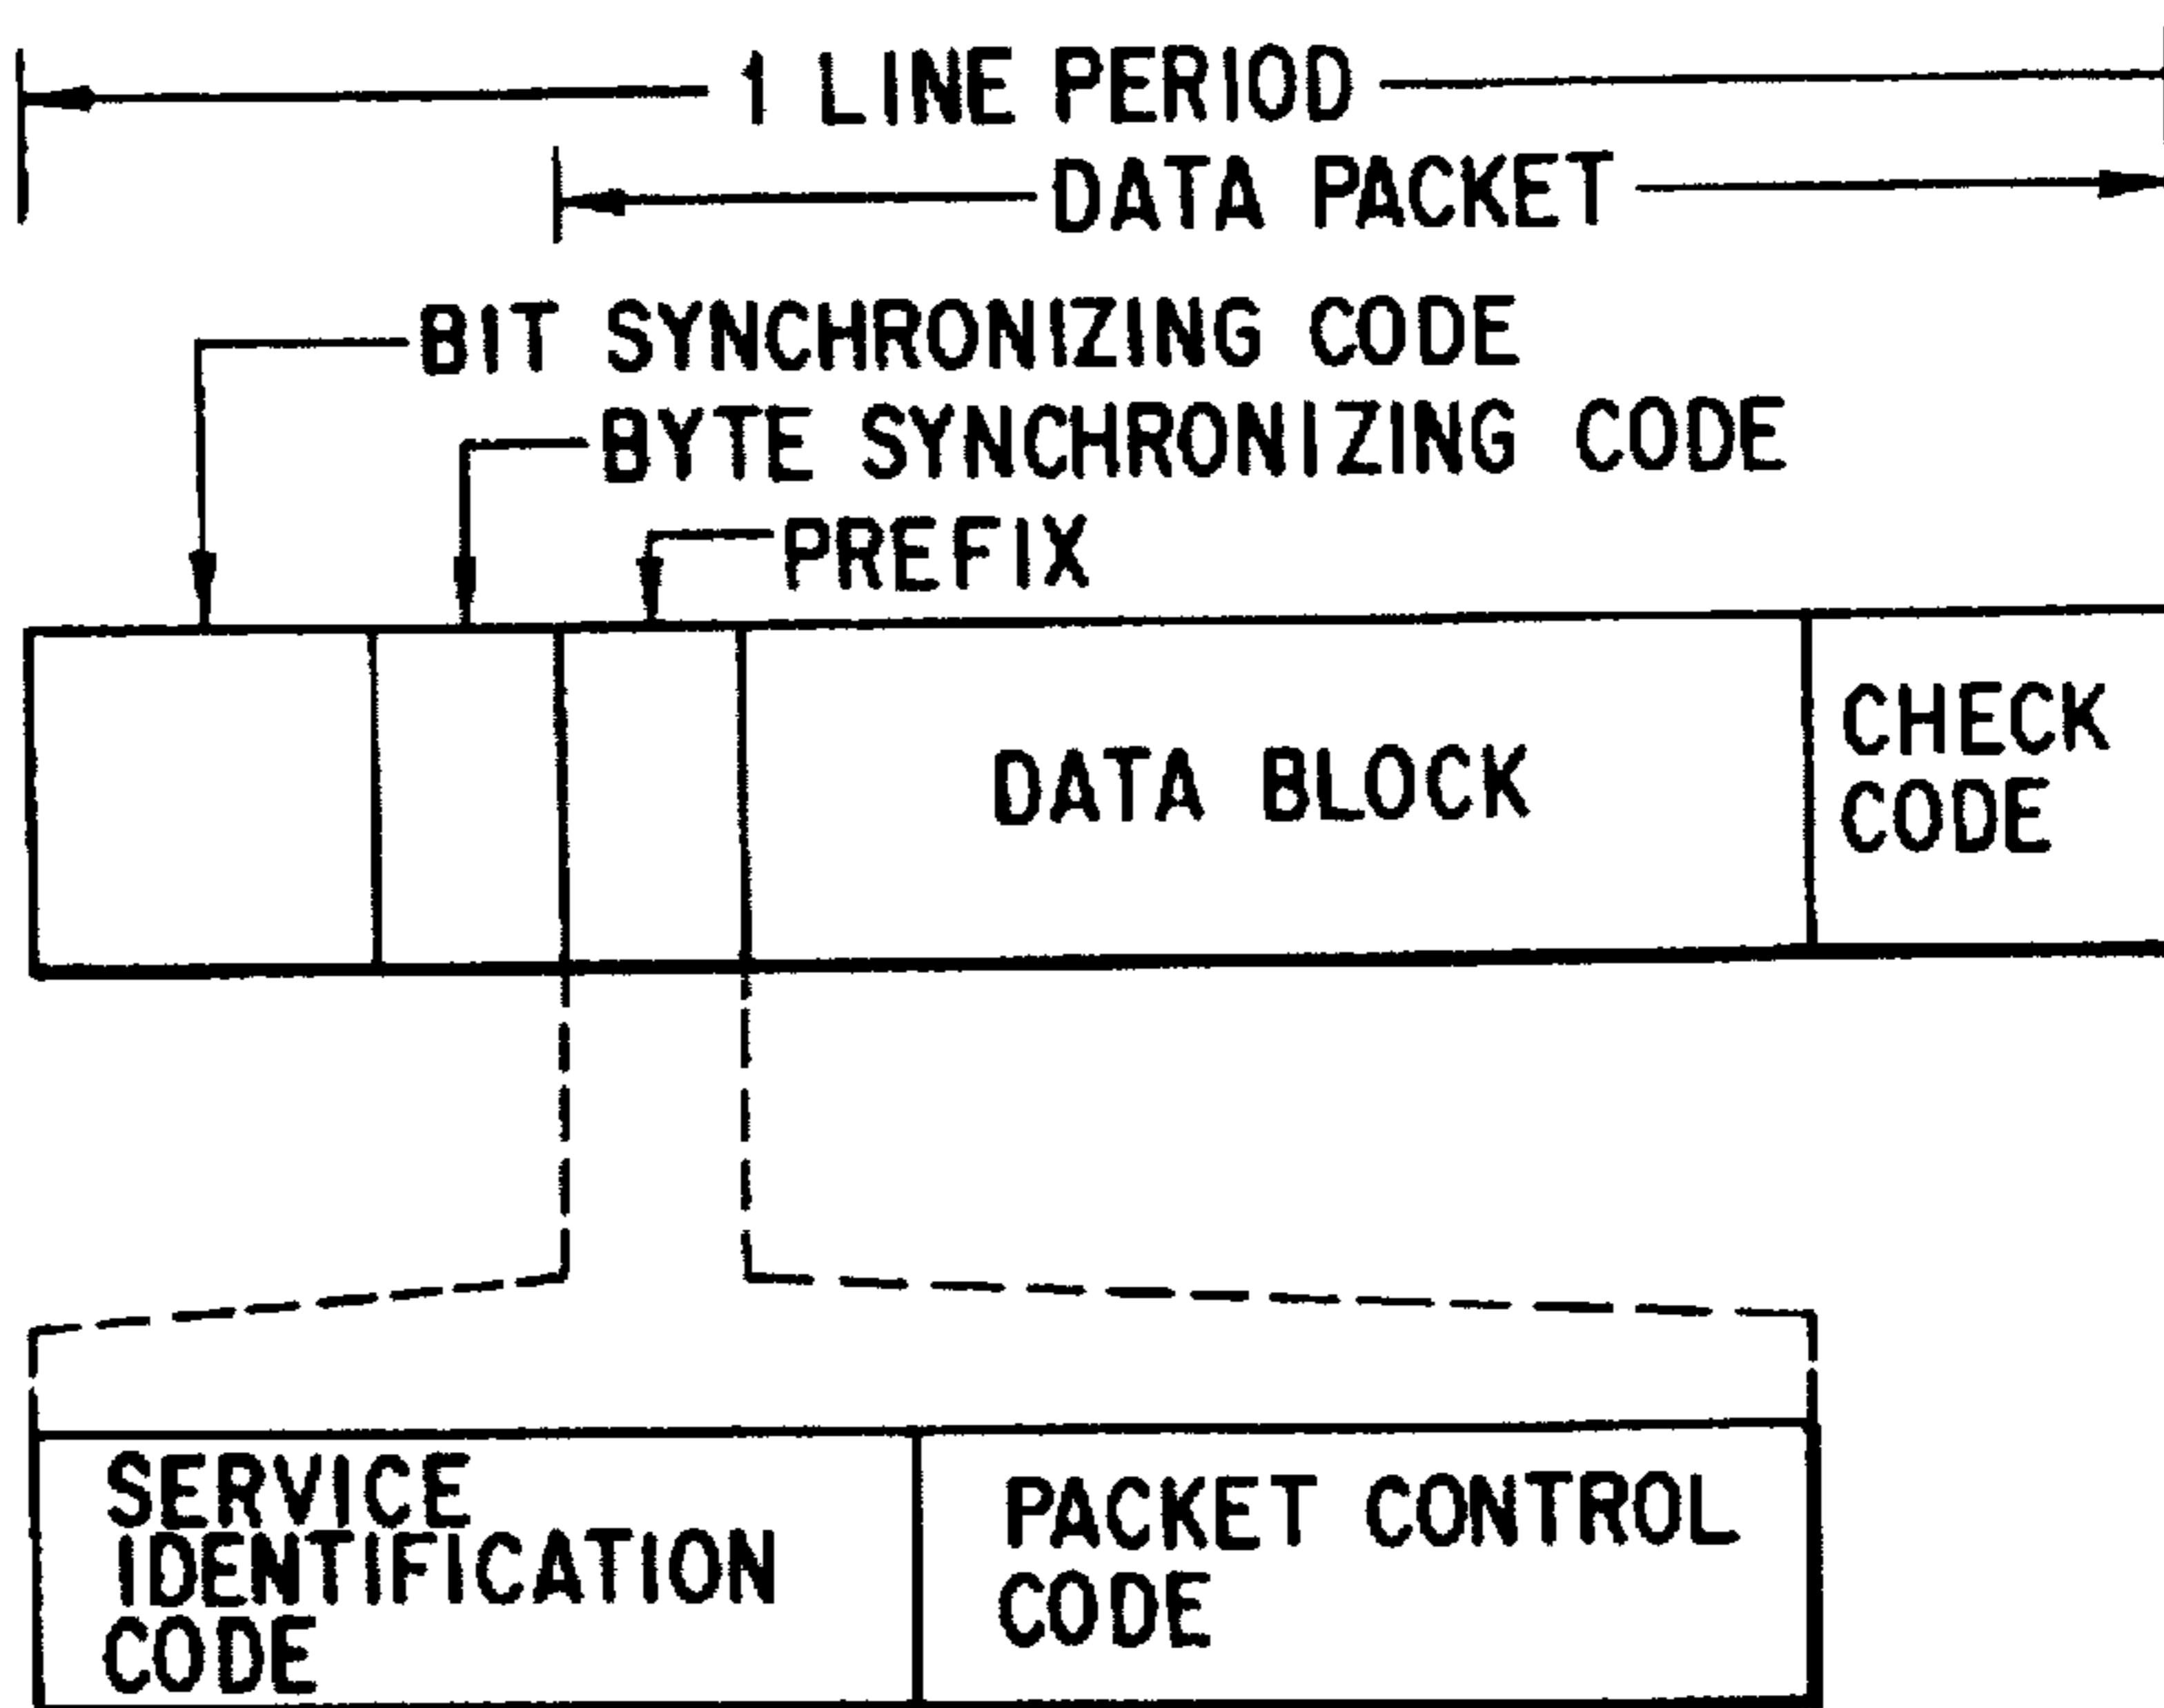 1 LINE PERIOD
DATA PACKET
BIT SYNCHRONIZING CODE
BYTE SYNCHRONIZING CODE
PREFIX
DATA BLOCK
CHECK
CODE
SERVICE
IDENTIFICATION
CODE
PACKET CONTROL
CODE